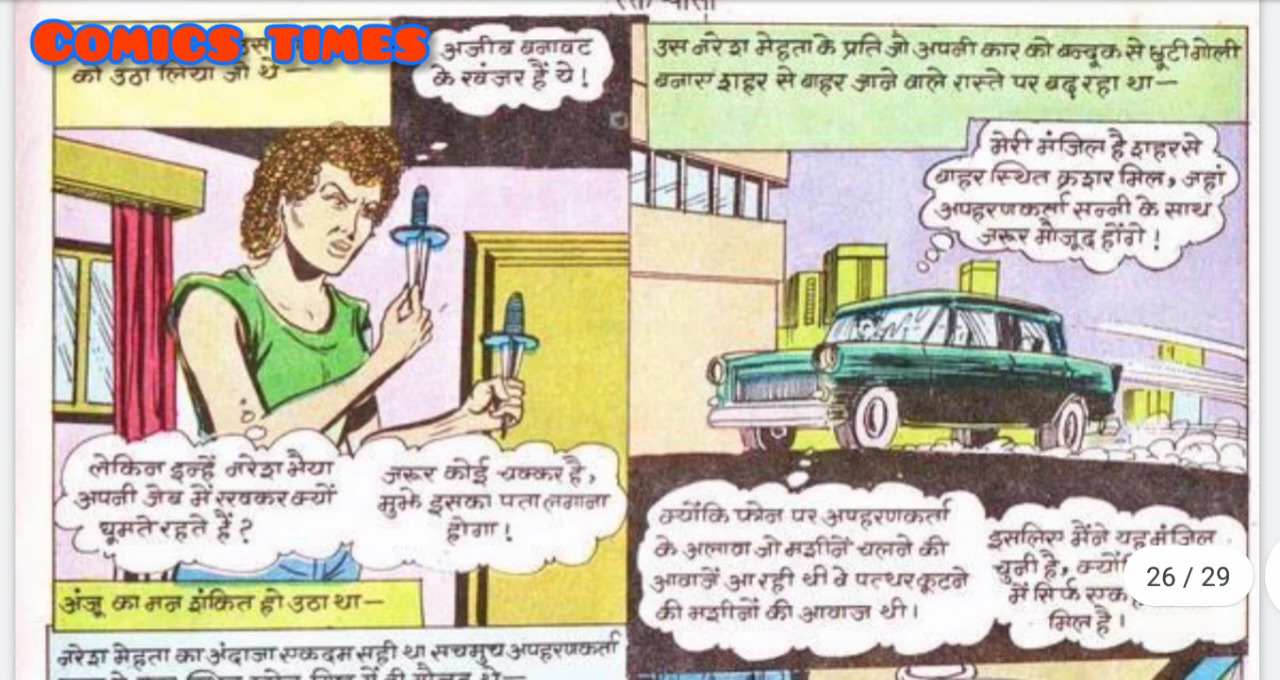 COMICS TIMES
को उठा लिया जो थे—
अजीब बनावट
के खंजर हैं ये!
लेकिन इन्हें नरेश भैया
अपनी जेब में रखकर क्यों
घूमते रहते हैं?
जरूर कोई चक्कर है,
मुझे इसका पता लगाना
होगा!
अंजू का मन शंकित हो उठा था—
उस नरेश मेहता के प्रति जो अपनी कार को बन्दूक से छूटी गोली
बनाए शहर से बाहर जाने वाले रास्ते पर बढ़ रहा था—
मेरी मंजिल है शहर से
बाहर स्थित क्रशर मिल, जहां
अपहरणकर्ता सन्नी के साथ
जरूर मौजूद होंगे!
क्योंकि फोन पर अपहरणकर्ता
के अलावा जो मशीनें चलने की
आवाजें आ रही थी वे पत्थर कूटने
की मशीनों की आवाज थी।
इसलिए मैंने यह मंजिल
चुनी है,
में सिर्फ एक
मिल है।
26 / 29
नरेश मेहता का अंदाजा एकदम सही था सचमुच अपहरणकर्ता